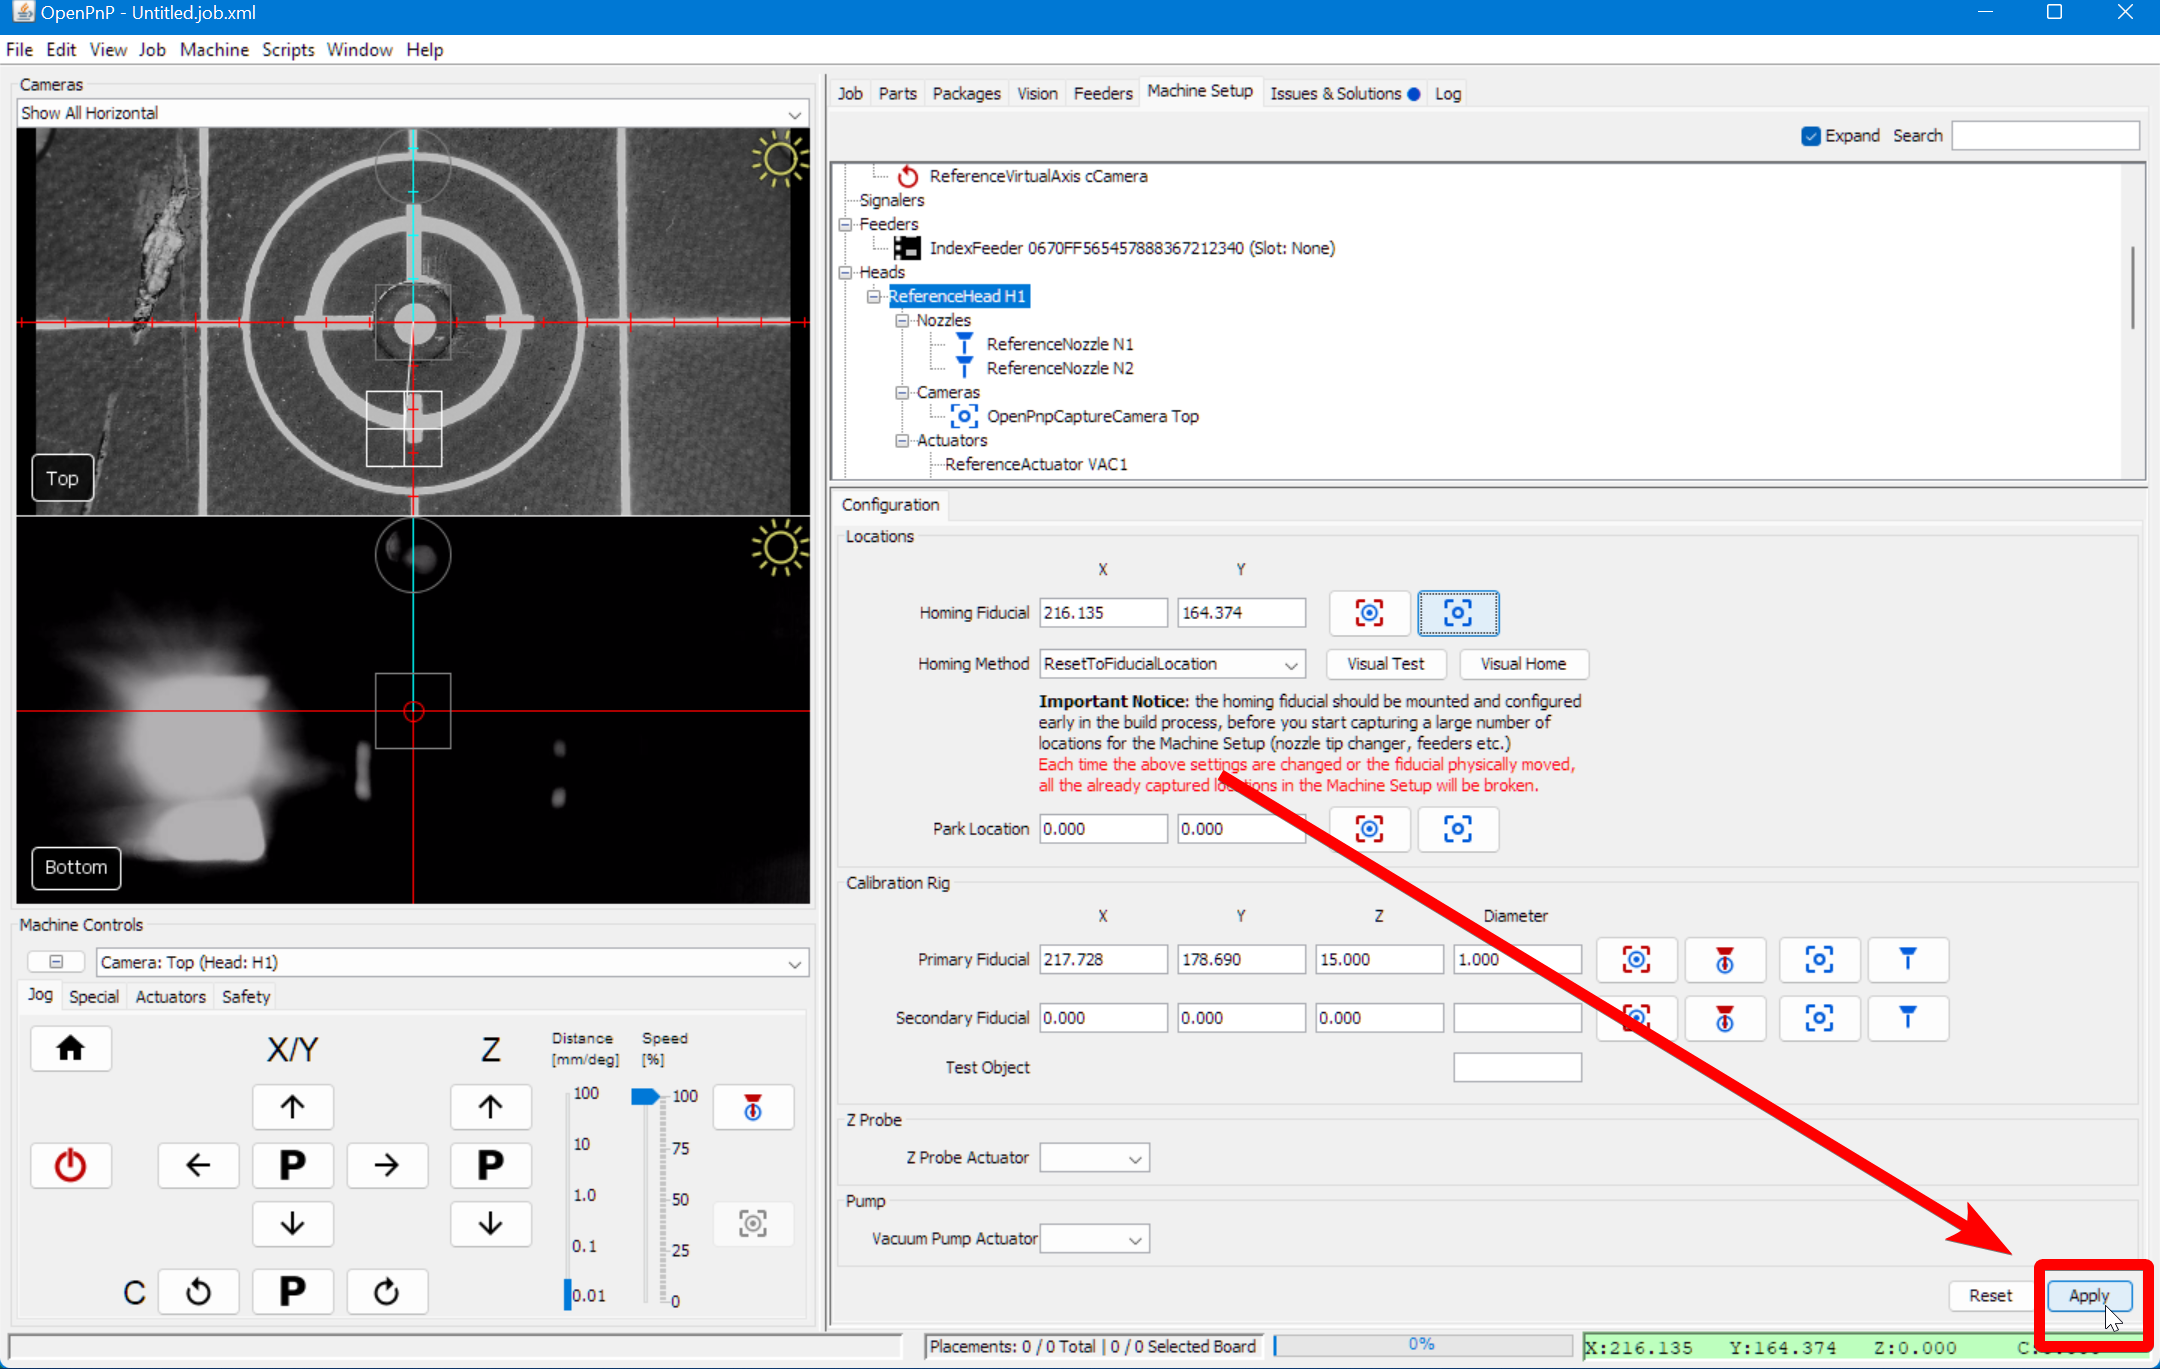 OpenPnP - Untitled.job.xml
File Edit View Job Machine Scripts Window Help
Cameras
Show All Horizontal
Top
Bottom
Machine Controls
Camera: Top (Head: H1)
Jog Special Actuators Safety
X/Y Z
Distance Speed
[mm/deg] [%]
100 100
10 75
1.0 50
0.1 25
0.01 0
P P
C P
Job Parts Packages Vision Feeders Machine Setup Issues & Solutions Log
Expand Search
ReferenceVirtualAxis cCamera
Signalers
Feeders
IndexFeeder 0670FF565457888367212340 (Slot: None)
Heads
ReferenceHead H1
Nozzles
ReferenceNozzle N1
ReferenceNozzle N2
Cameras
OpenPnpCaptureCamera Top
Actuators
ReferenceActuator VAC1
Configuration
Locations
X Y
Homing Fiducial 216.135 164.374
Homing Method ResetToFiducialLocation Visual Test Visual Home
Important Notice: the homing fiducial should be mounted and configured
early in the build process, before you start capturing a large number of
locations for the Machine Setup (nozzle tip changer, feeders etc.)
Each time the above settings are changed or the fiducial physically moved,
all the already captured locations in the Machine Setup will be broken.
Park Location 0.000 0.000
Calibration Rig
X Y Z Diameter
Primary Fiducial 217.728 178.690 15.000 1.000
Secondary Fiducial 0.000 0.000 0.000
Test Object
Z Probe
Z Probe Actuator
Pump
Vacuum Pump Actuator
Reset Apply
Placements: 0 / 0 Total | 0 / 0 Selected Board 0% X:216.135 Y:164.374 Z:0.000